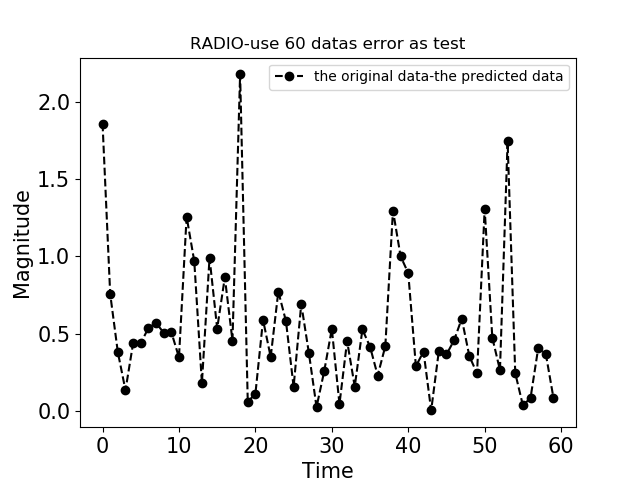 RADIO-use 60 datas error as test
the original data-the predicted data
2.0
1.5
1.0
0.5
0.0
Magnitude
0 10 20 30 40 50 60
Time